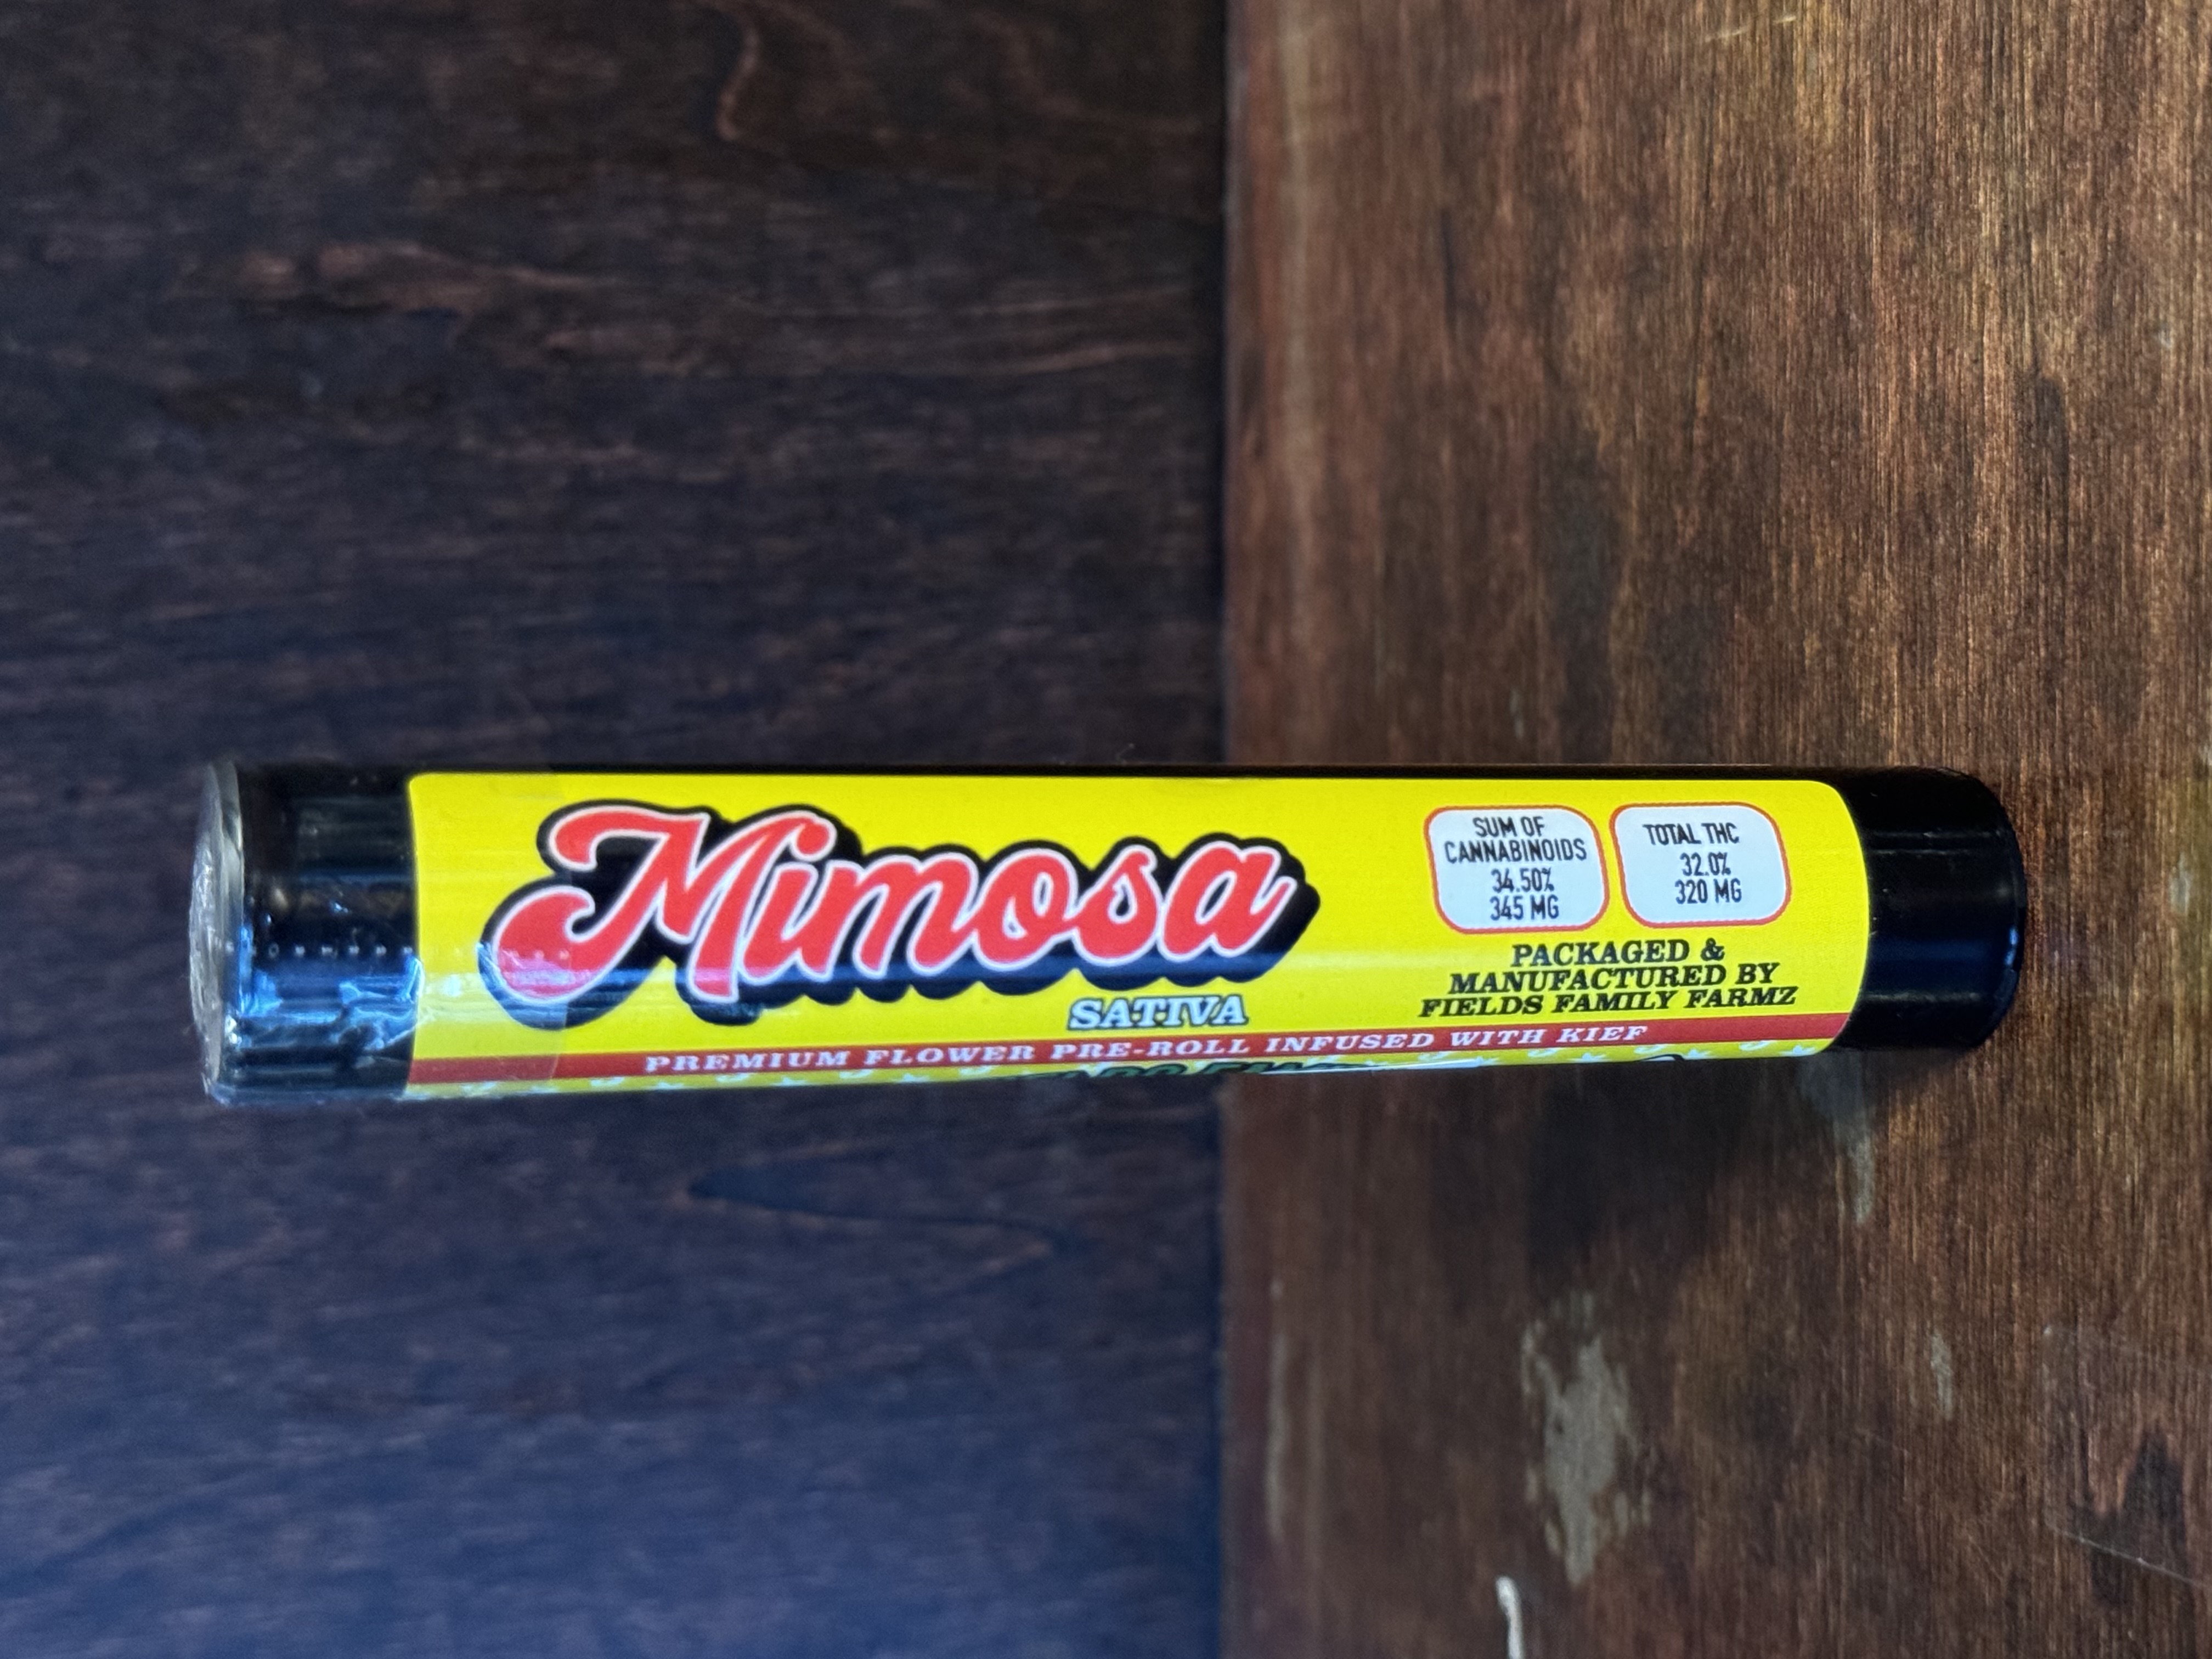 Mimosa
SATIVA
SUM OF
CANNABINOIDS
34.50%
345 MG
TOTAL THC
32.0%
320 MG
PACKAGED &
MANUFACTURED BY
FIELDS FAMILY FARMZ
PREMIUM FLOWER PRE-ROLL INFUSED WITH KIEF